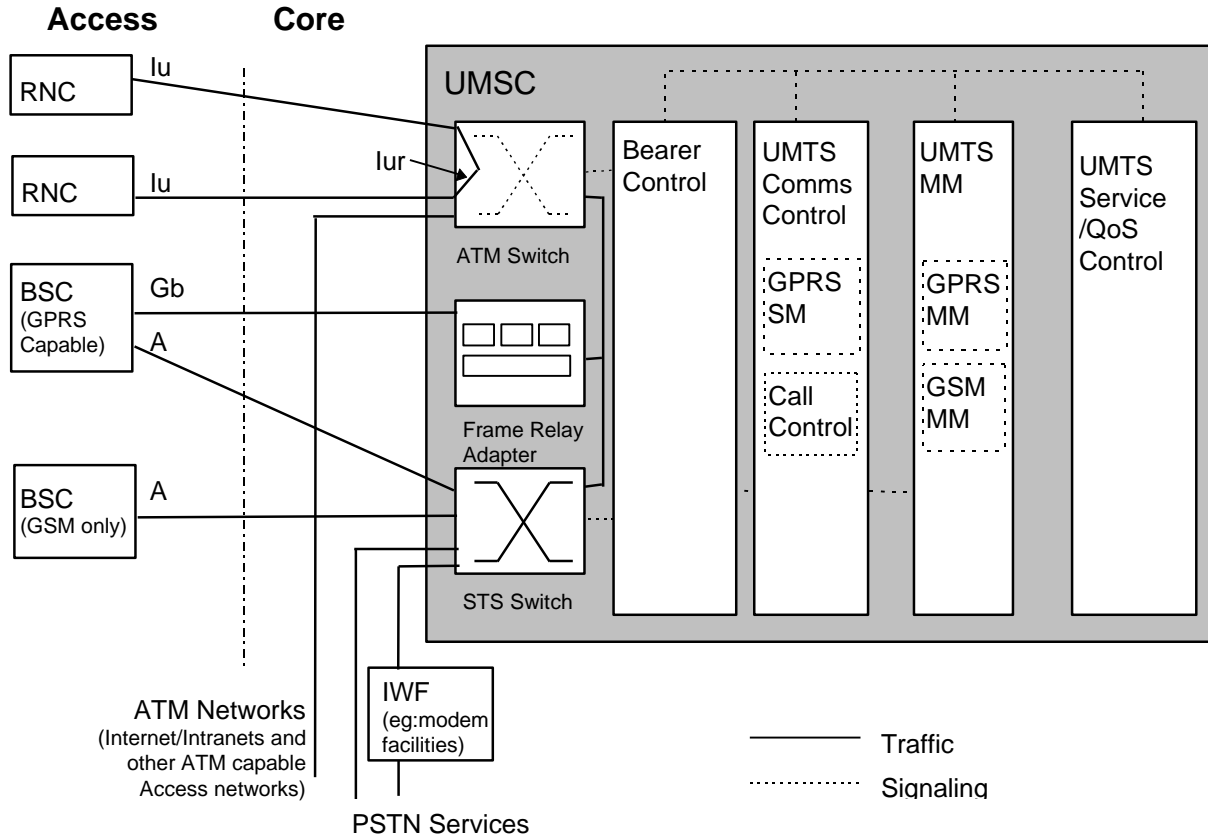 Access
Core
RNC
Iu
RNC
Iu
BSC
(GPRS
Capable)
Gb
A
BSC
(GSM only)
A
UMSC
Iur
ATM Switch
Frame Relay
Adapter
STS Switch
Bearer
Control
UMTS
Comms
Control
GPRS
SM
Call
Control
UMTS
MM
GPRS
MM
GSM
MM
UMTS
Service
/QoS
Control
ATM Networks
(Internet/Intranets and
other ATM capable
Access networks)
IWF
(eg:modem
facilities)
PSTN Services
Traffic
Signaling